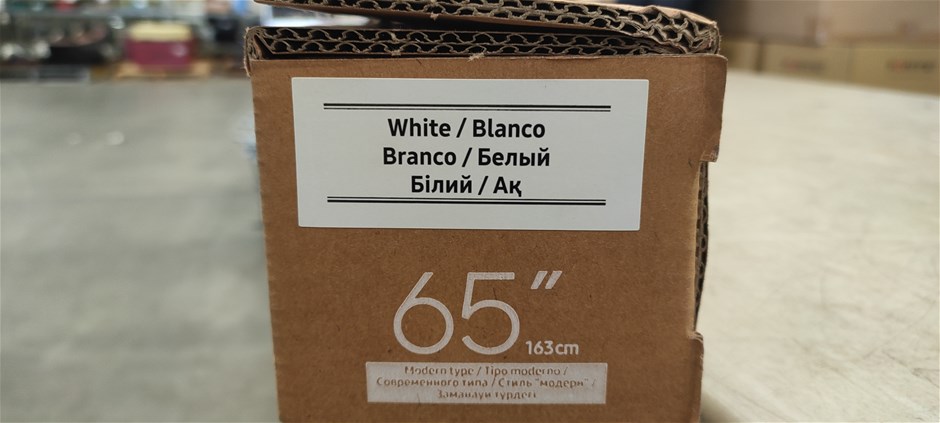 White / Blanco
Branco / Белый
Білий / Ақ
65”
163cm
Modern type / Tipo moderno /
Современного типа / Стиль "модерн" /
Заманауи түрдегі